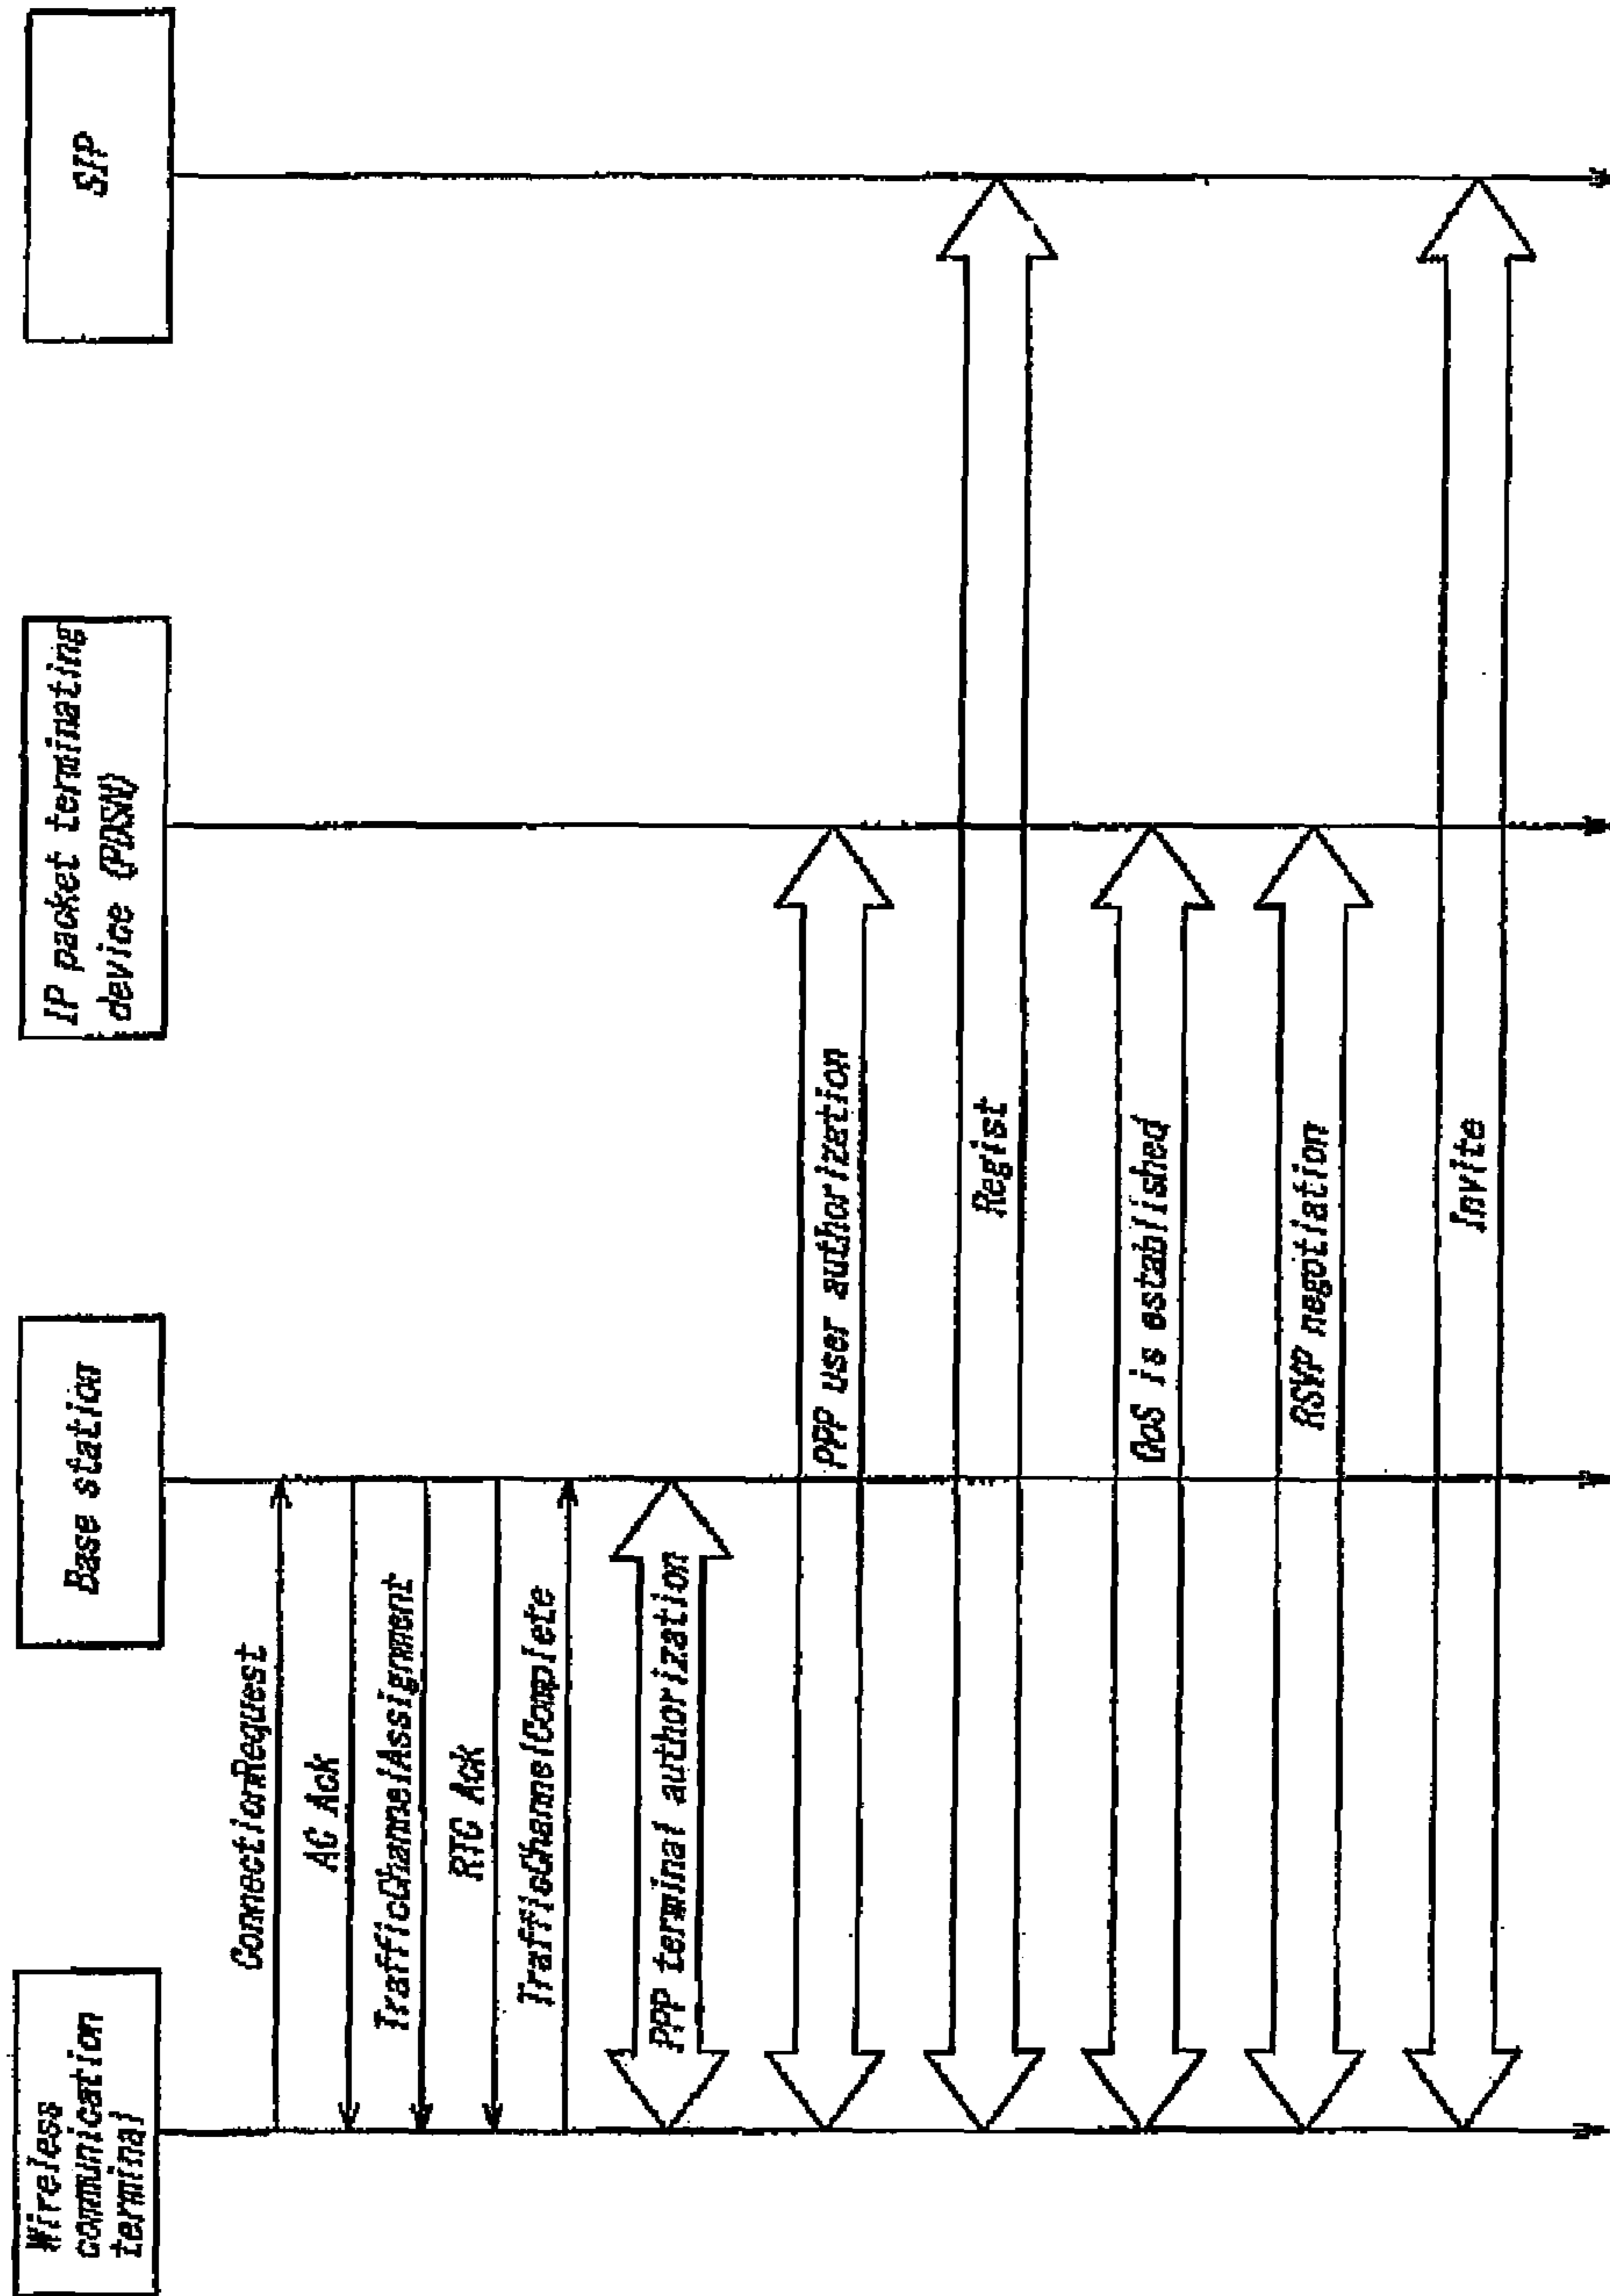 Wireless
communication
terminal
Base station
IP packet terminating
device (PDSN)
SIP
ConnectionRequest
AC Ack
TrafficChannelAssignment
RTC Ack
TrafficChannelComplete
PPP terminal authorization
PPP user authorization
Regist
QoS is established
RSVP negotiation
Invite